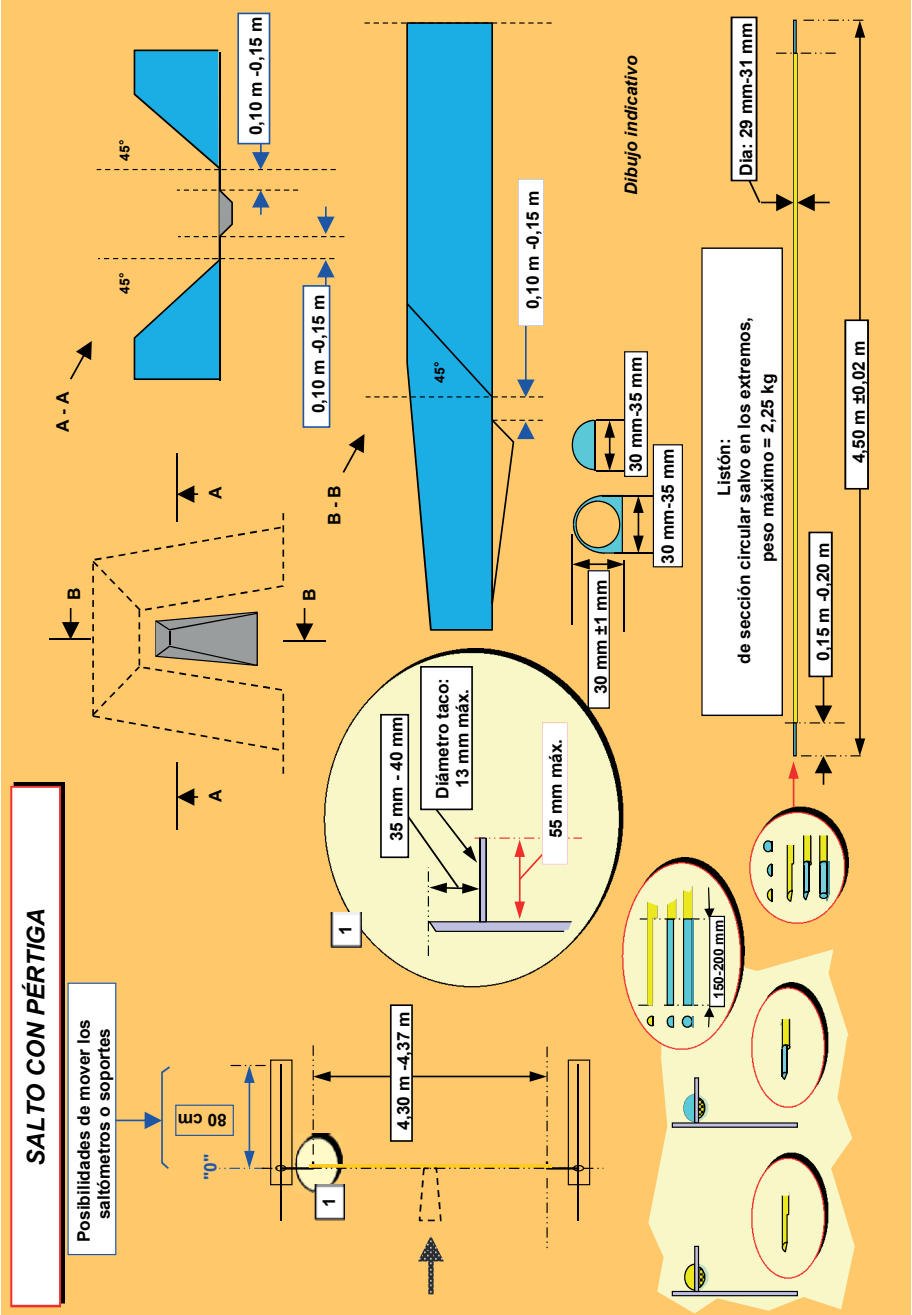 SALTO CON PÉRTIGA
Posibilidades de mover los
saltómetros o soportes
80 cm
"0"
1
4,30 m -4,37 m
A
A
B
B
A - A
45°
45°
0,10 m -0,15 m
0,10 m -0,15 m
B - B
45°
0,10 m -0,15 m
1
35 mm - 40 mm
Diámetro taco:
13 mm máx.
55 mm máx.
30 mm ±1 mm
30 mm-35 mm
30 mm-35 mm
Dibujo indicativo
150-200 mm
Listón:
de sección circular salvo en los extremos,
peso máximo = 2,25 kg
Dia: 29 mm-31 mm
0,15 m -0,20 m
4,50 m ±0,02 m